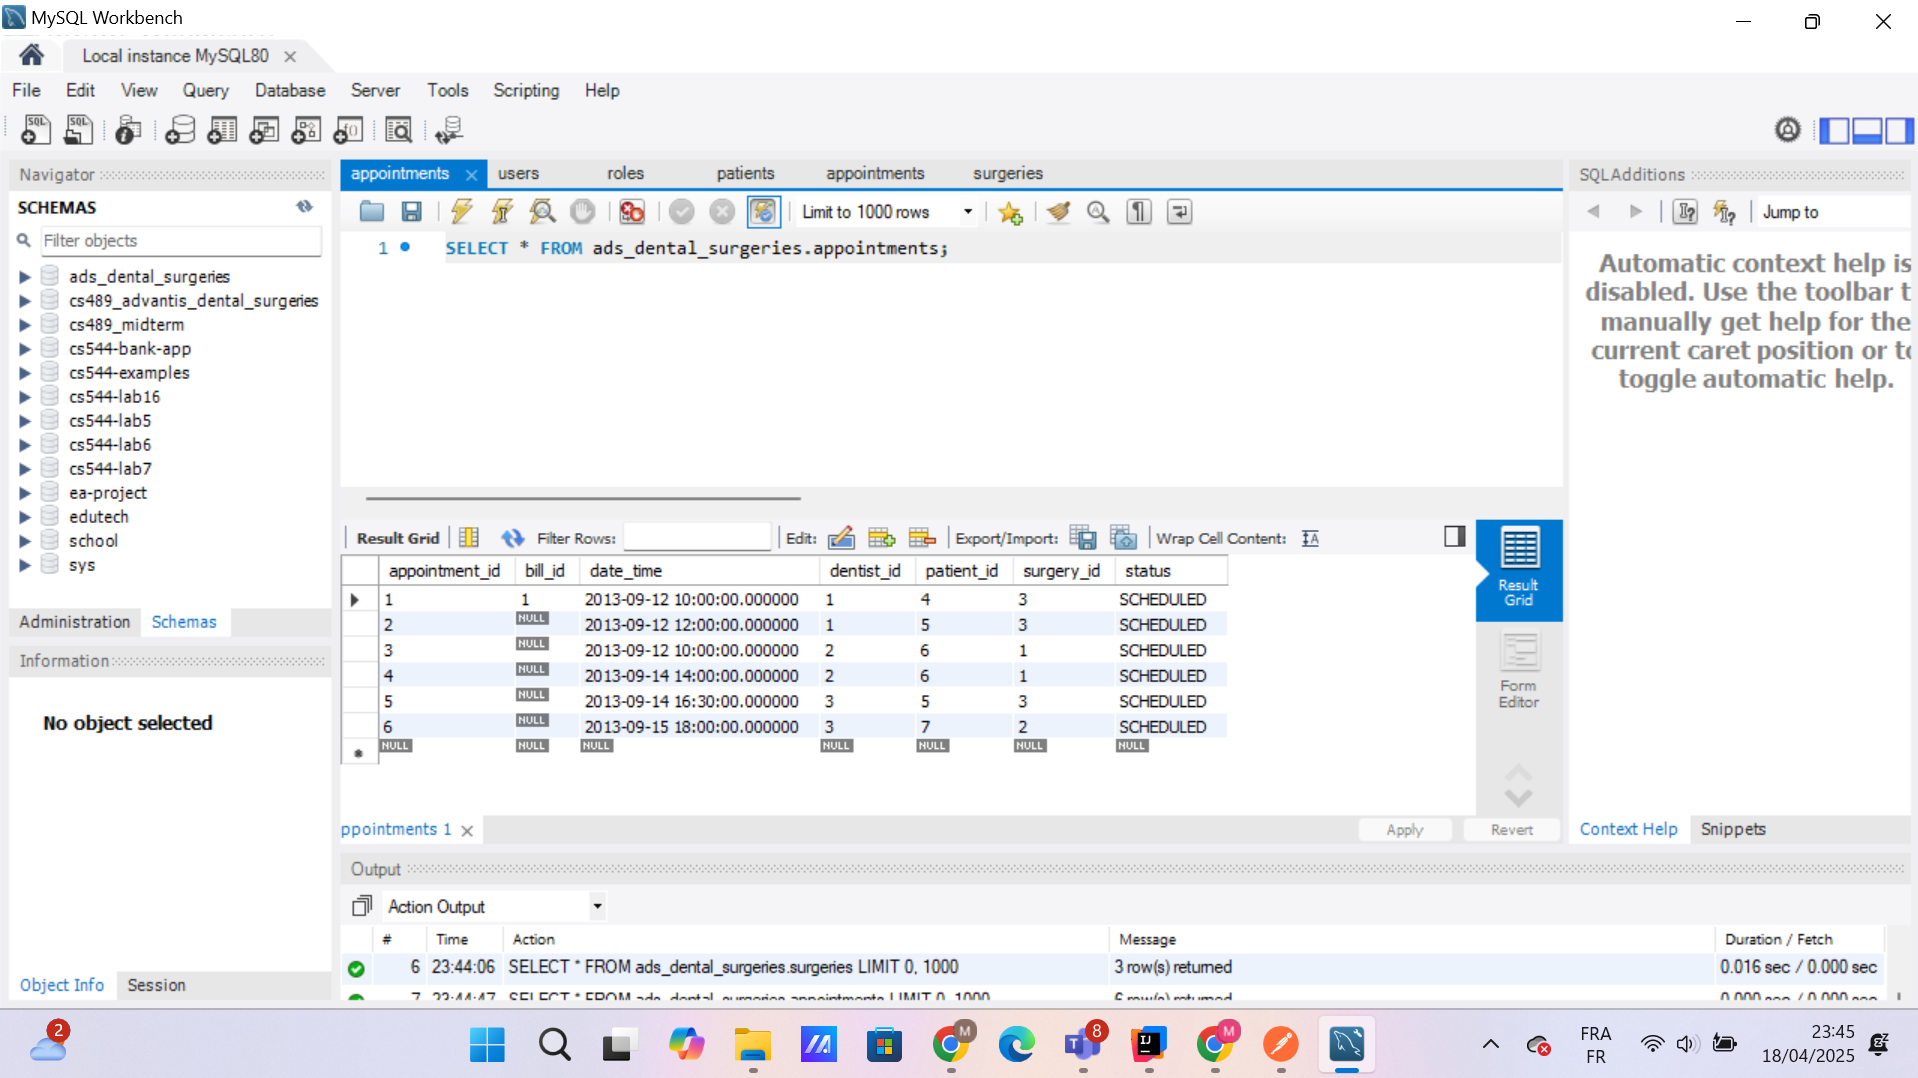 MySQL Workbench
Local instance MySQL80
File Edit View Query Database Server Tools Scripting Help
Navigator
SCHEMAS
Filter objects
ads_dental_surgeries
cs489_advantis_dental_surgeries
cs489_midterm
cs544-bank-app
cs544-examples
cs544-lab16
cs544-lab5
cs544-lab6
cs544-lab7
ea-project
edutech
school
sys
Administration Schemas
Information
No object selected
Object Info Session
appointments users roles patients appointments surgeries
Limit to 1000 rows
1 SELECT * FROM ads_dental_surgeries.appointments;
Result Grid Filter Rows: Edit: Export/Import: Wrap Cell Content:
appointment_id bill_id date_time dentist_id patient_id surgery_id status
1 1 2013-09-12 10:00:00.000000 1 4 3 SCHEDULED
2 NULL 2013-09-12 12:00:00.000000 1 5 3 SCHEDULED
3 NULL 2013-09-12 10:00:00.000000 2 6 1 SCHEDULED
4 NULL 2013-09-14 14:00:00.000000 2 6 1 SCHEDULED
5 NULL 2013-09-14 16:30:00.000000 3 5 3 SCHEDULED
6 NULL 2013-09-15 18:00:00.000000 3 7 2 SCHEDULED
NULL NULL NULL NULL NULL NULL NULL
Result
Grid
Form
Editor
ppointments 1
Apply Revert
SQLAdditions
Jump to
Automatic context help is
disabled. Use the toolbar t
manually get help for the
current caret position or to
toggle automatic help.
Context Help Snippets
Output
Action Output
# Time Action Message Duration / Fetch
6 23:44:06 SELECT * FROM ads_dental_surgeries.surgeries LIMIT 0, 1000 3 row(s) returned 0.016 sec / 0.000 sec
7 23:44:47 SELECT * FROM ads_dental_surgeries.appointments LIMIT 0, 1000 6 row(s) returned 0.000 sec / 0.000 sec
2
M
T
8
IJ
M
FRA
FR
23:45
18/04/2025